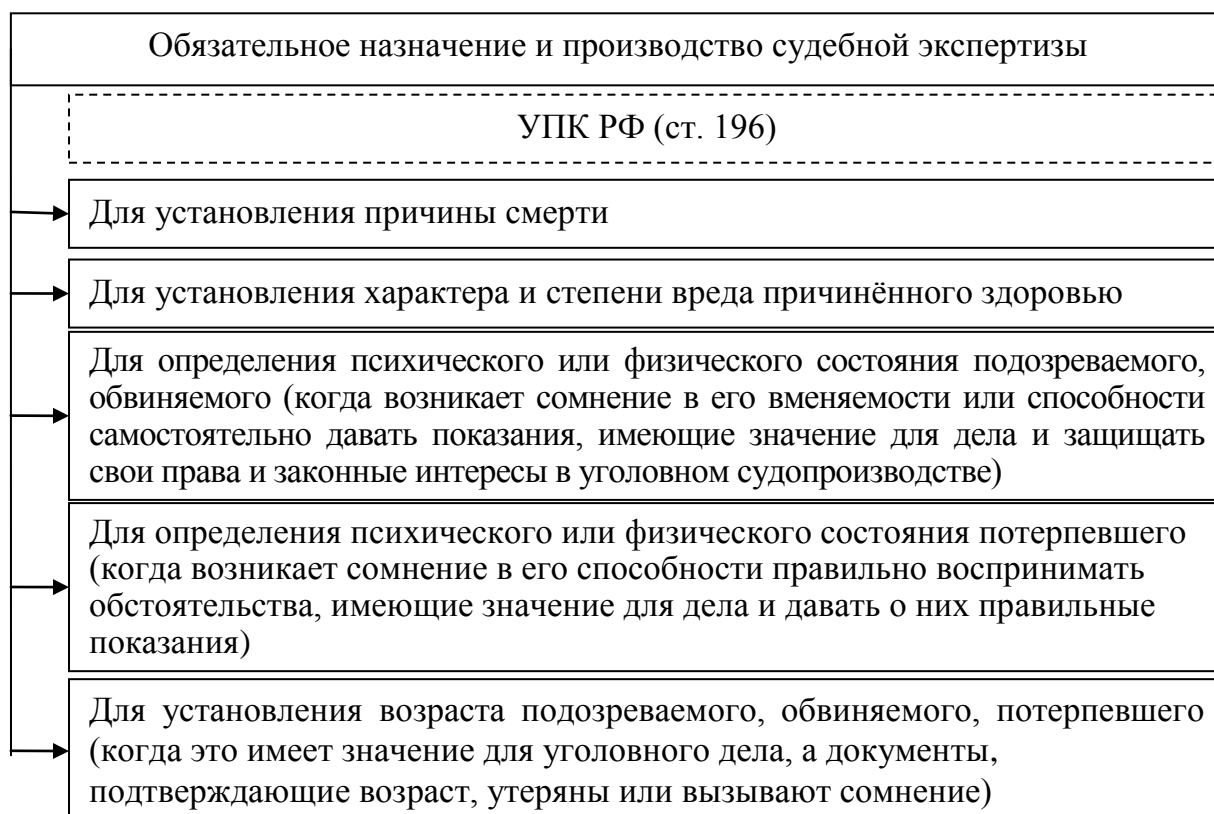 Обязательное назначение и производство судебной экспертизы
УПК РФ (ст. 196)
Для установления причины смерти
Для установления характера и степени вреда причинённого здоровью
Для определения психического или физического состояния подозреваемого,
обвиняемого (когда возникает сомнение в его вменяемости или способности
самостоятельно давать показания, имеющие значение для дела и защищать
свои права и законные интересы в уголовном судопроизводстве)
Для определения психического или физического состояния потерпевшего
(когда возникает сомнение в его способности правильно воспринимать
обстоятельства, имеющие значение для дела и давать о них правильные
показания)
Для установления возраста подозреваемого, обвиняемого, потерпевшего
(когда это имеет значение для уголовного дела, а документы,
подтверждающие возраст, утеряны или вызывают сомнение)